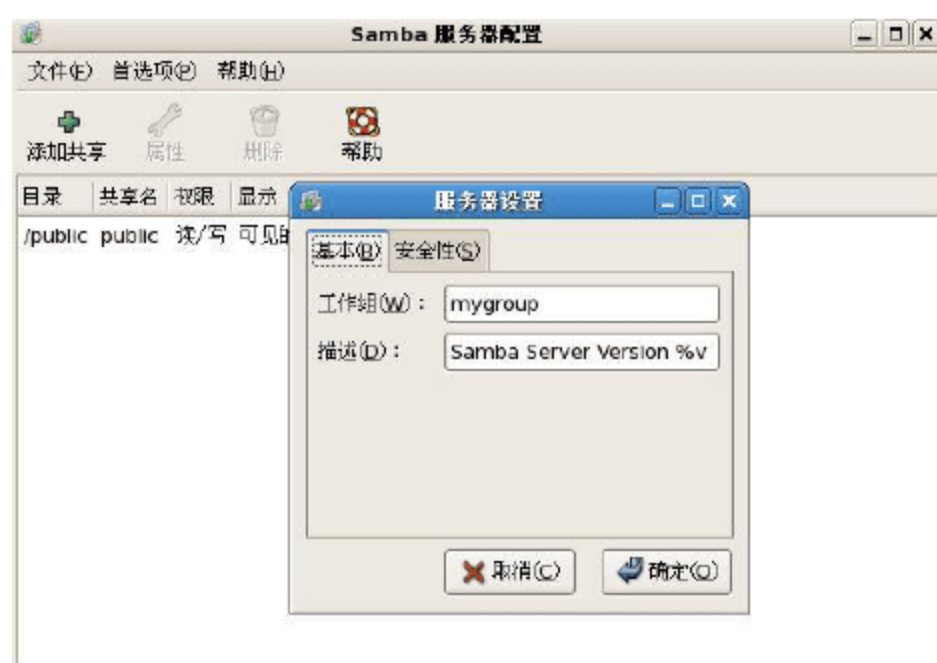 Samba 服务器配置
文件(F) 首选项(P) 帮助(H)
添加共享 属性 删除 帮助
目录 共享名 权限 显示
/public public 读/写 可见
服务器设置
基本(B) 安全性(S)
工作组(W)： mygroup
描述(D)： Samba Server Version %v
取消(C) 确定(O)